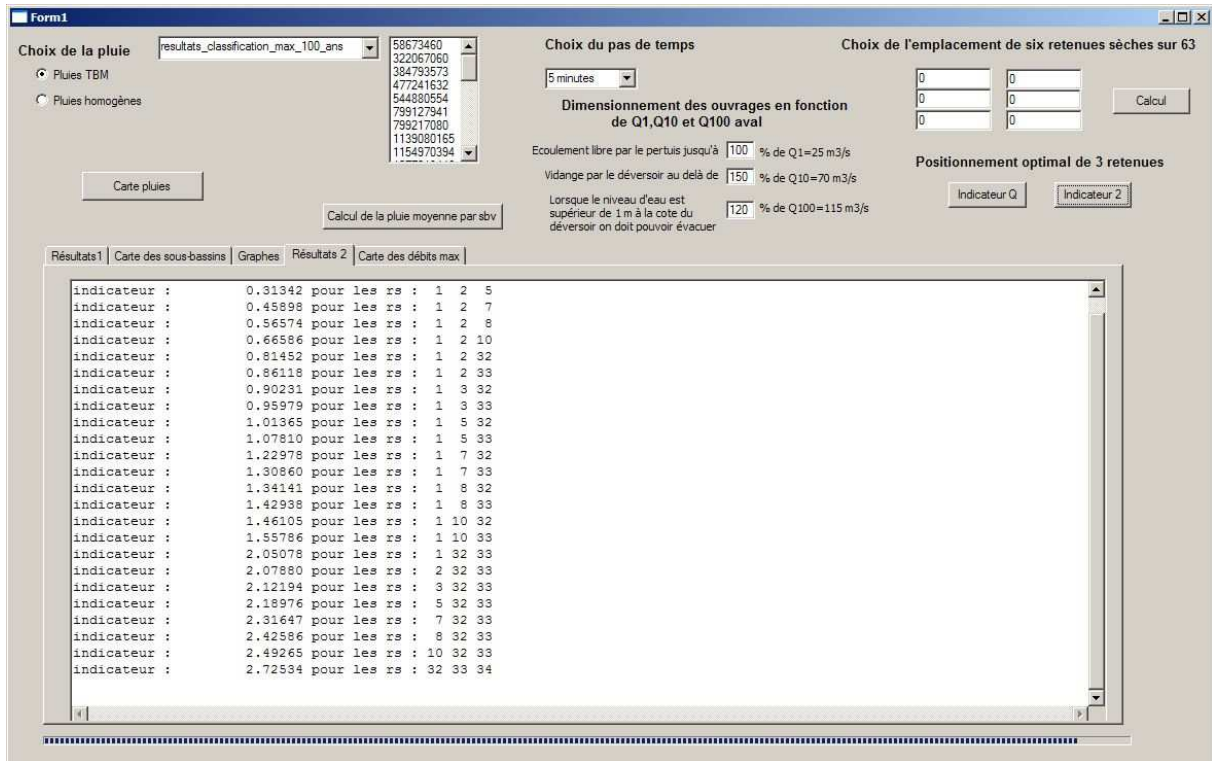 Form1
Choix de la pluie
resultats_classification_max_100_ans
Pluies TBM
Pluies homogènes
58673460
322067060
384793573
477241632
544880554
799127941
799217080
1139080165
1154970394
Carte pluies
Calcul de la pluie moyenne par sbv
Choix du pas de temps
5 minutes
Dimensionnement des ouvrages en fonction
de Q1,Q10 et Q100 aval
Ecoulement libre par le pertuis jusqu'à 100 % de Q1=25 m3/s
Vidange par le déversoir au delà de 150 % de Q10=70 m3/s
Lorsque le niveau d'eau est
supérieur de 1 m à la cote du
déversoir on doit pouvoir évacuer
120 % de Q100=115 m3/s
Choix de l'emplacement de six retenues sèches sur 63
0 0
0 0
0 0
Calcul
Positionnement optimal de 3 retenues
Indicateur Q
Indicateur 2
Résultats1 Carte des sous-bassins Graphes Résultats 2 Carte des débits max
indicateur : 0.31342 pour les rs : 1 2 5
indicateur : 0.45898 pour les rs : 1 2 7
indicateur : 0.56574 pour les rs : 1 2 8
indicateur : 0.66586 pour les rs : 1 2 10
indicateur : 0.81452 pour les rs : 1 2 32
indicateur : 0.86118 pour les rs : 1 2 33
indicateur : 0.90231 pour les rs : 1 3 32
indicateur : 0.95979 pour les rs : 1 3 33
indicateur : 1.01365 pour les rs : 1 5 32
indicateur : 1.07810 pour les rs : 1 5 33
indicateur : 1.22978 pour les rs : 1 7 32
indicateur : 1.30860 pour les rs : 1 7 33
indicateur : 1.34141 pour les rs : 1 8 32
indicateur : 1.42938 pour les rs : 1 8 33
indicateur : 1.46105 pour les rs : 1 10 32
indicateur : 1.55786 pour les rs : 1 10 33
indicateur : 2.05078 pour les rs : 1 32 33
indicateur : 2.07880 pour les rs : 2 32 33
indicateur : 2.12194 pour les rs : 3 32 33
indicateur : 2.18976 pour les rs : 5 32 33
indicateur : 2.31647 pour les rs : 7 32 33
indicateur : 2.42586 pour les rs : 8 32 33
indicateur : 2.49265 pour les rs : 10 32 33
indicateur : 2.72534 pour les rs : 32 33 34